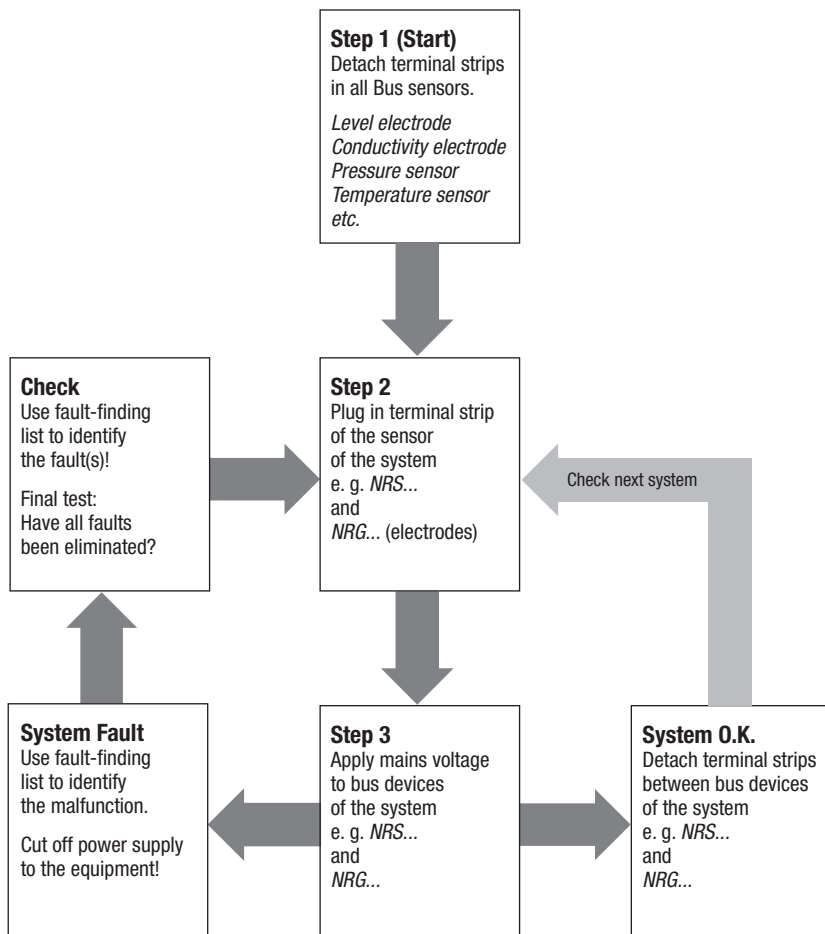 Step 1 (Start)
Detach terminal strips
in all Bus sensors.
Level electrode
Conductivity electrode
Pressure sensor
Temperature sensor
etc.
Check
Use fault-finding
list to identify
the fault(s)!
Final test:
Have all faults
been eliminated?
Step 2
Plug in terminal strip
of the sensor
of the system
e. g. NRS...
and
NRG... (electrodes)
Check next system
System Fault
Use fault-finding
list to identify
the malfunction.
Cut off power supply
to the equipment!
Step 3
Apply mains voltage
to bus devices
of the system
e. g. NRS...
and
NRG...
System O.K.
Detach terminal strips
between bus devices
of the system
e. g. NRS...
and
NRG...